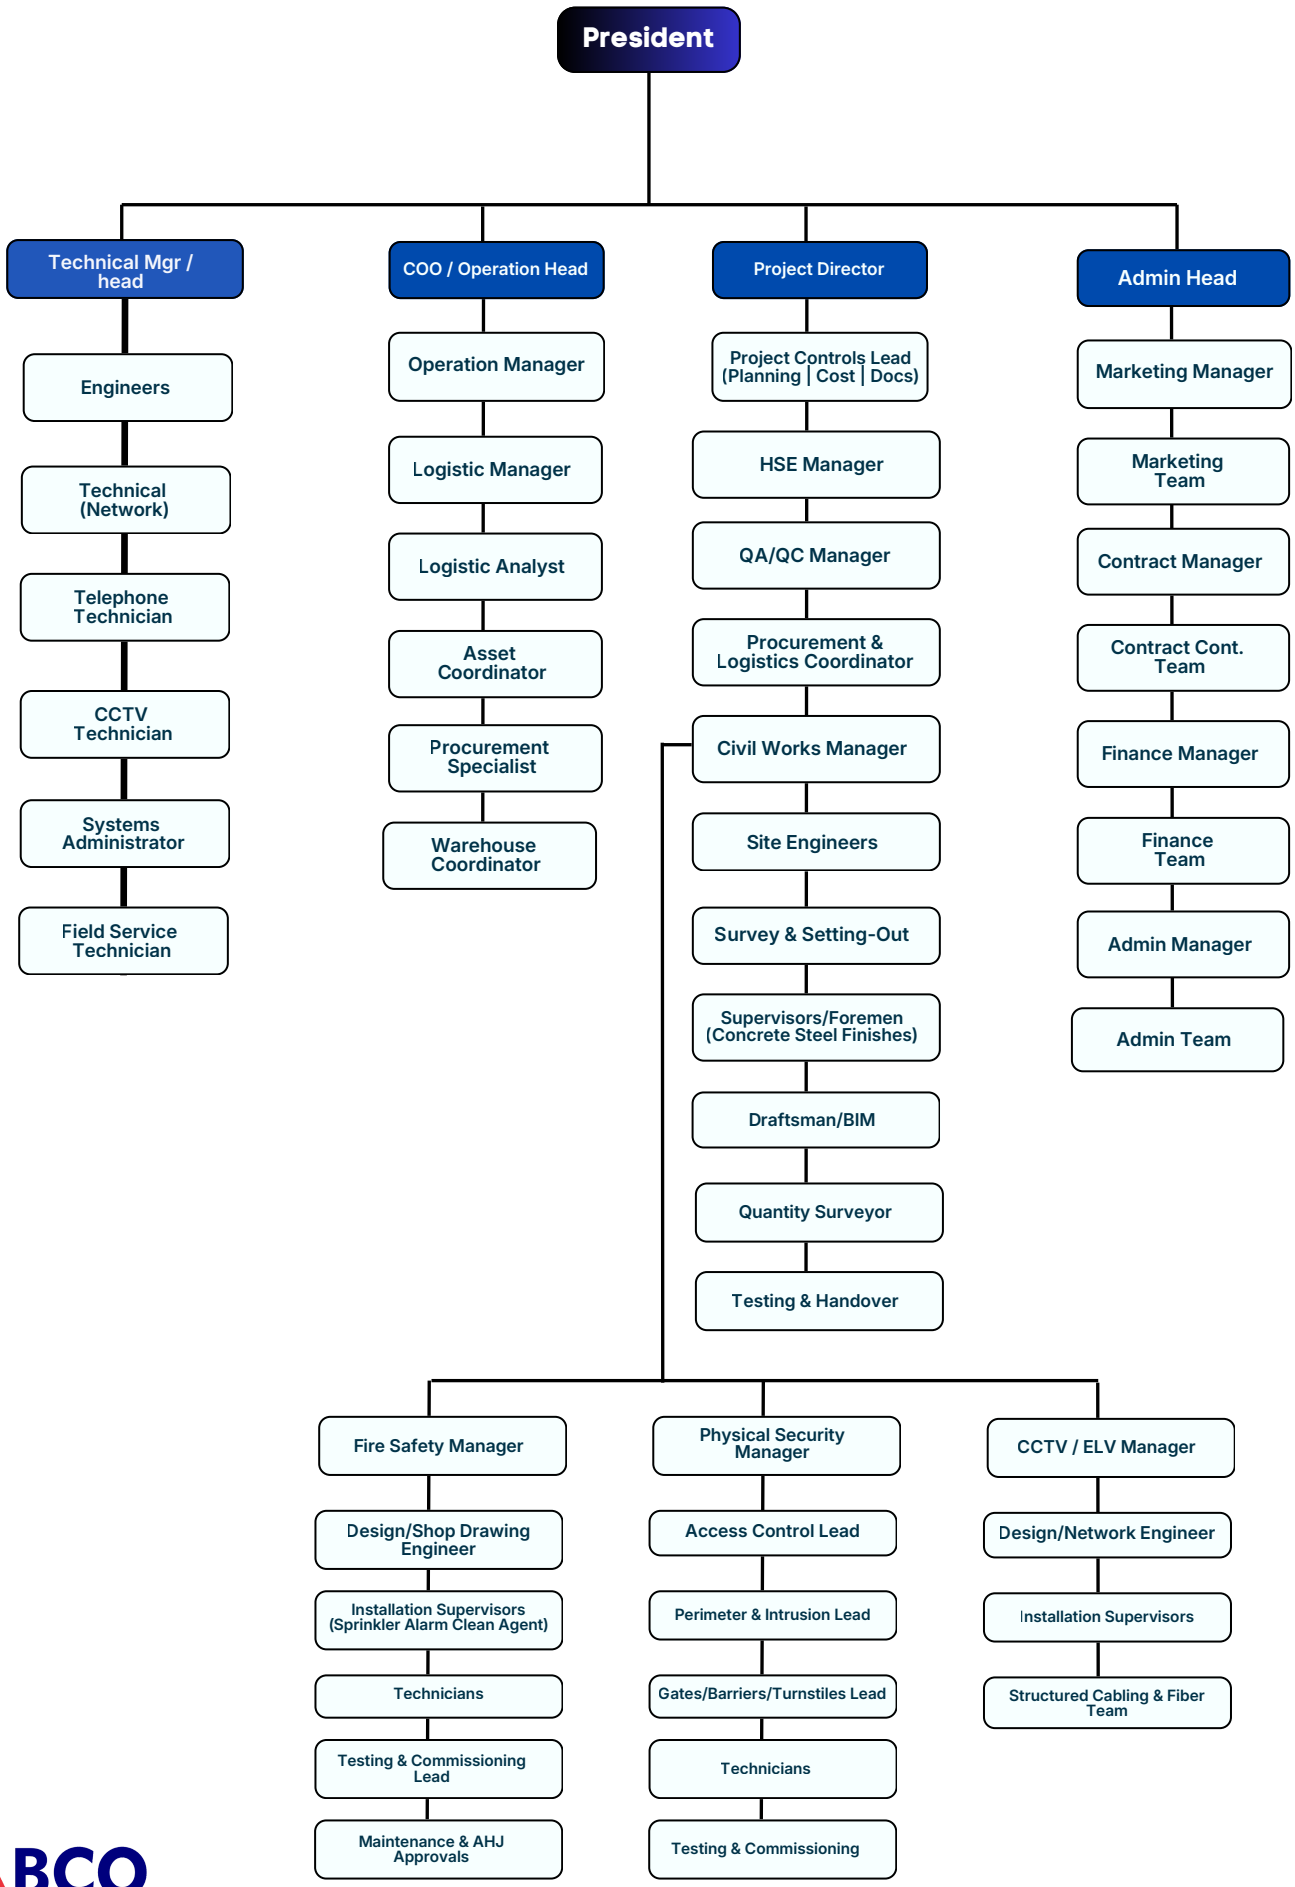 President
Technical Mgr /
head
Engineers
Technical
(Network)
Telephone
Technician
CCTV
Technician
Systems
Administrator
Field Service
Technician
COO / Operation Head
Operation Manager
Logistic Manager
Logistic Analyst
Asset
Coordinator
Procurement
Specialist
Warehouse
Coordinator
Project Director
Project Controls Lead
(Planning | Cost | Docs)
HSE Manager
QA/QC Manager
Procurement &
Logistics Coordinator
Civil Works Manager
Site Engineers
Survey & Setting-Out
Supervisors/Foremen
(Concrete Steel Finishes)
Draftsman/BIM
Quantity Surveyor
Testing & Handover
Admin Head
Marketing Manager
Marketing
Team
Contract Manager
Contract Cont.
Team
Finance Manager
Finance
Team
Admin Manager
Admin Team
Fire Safety Manager
Design/Shop Drawing
Engineer
Installation Supervisors
(Sprinkler Alarm Clean Agent)
Technicians
Testing & Commissioning
Lead
Maintenance & AHJ
Approvals
Physical Security
Manager
Access Control Lead
Perimeter & Intrusion Lead
Gates/Barriers/Turnstiles Lead
Technicians
Testing & Commissioning
CCTV / ELV Manager
Design/Network Engineer
Installation Supervisors
Structured Cabling & Fiber
Team
BCO